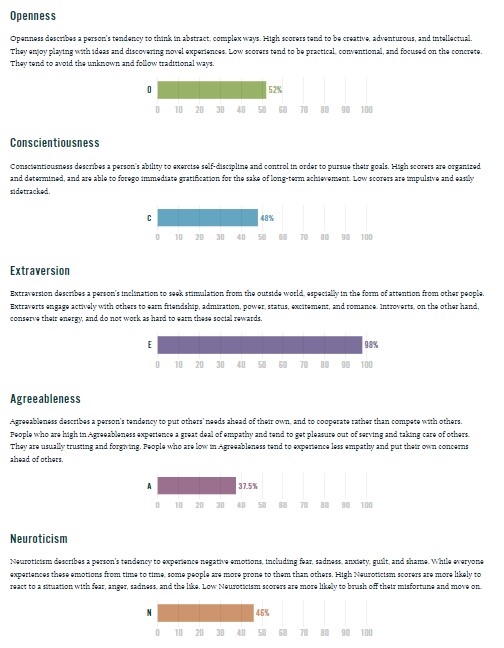 Openness
Openness describes a person's tendency to think in abstract, complex ways. High scorers tend to be creative, adventurous, and intellectual.
They enjoy playing with ideas and discovering novel experiences. Low scorers tend to be practical, conventional, and focused on the concrete.
They tend to avoid the unknown and follow traditional ways.
O 52%
0 10 20 30 40 50 60 70 80 90 100
Conscientiousness
Conscientiousness describes a person's ability to exercise self-discipline and control in order to pursue their goals. High scorers are organized
and determined, and are able to forego immediate gratification for the sake of long-term achievement. Low scorers are impulsive and easily
sidetracked.
C 48%
0 10 20 30 40 50 60 70 80 90 100
Extraversion
Extraversion describes a person's inclination to seek stimulation from the outside world, especially in the form of attention from other people.
Extraverts engage actively with others to earn friendship, admiration, power, status, excitement, and romance. Introverts, on the other hand,
conserve their energy, and do not work as hard to earn these social rewards.
E 98%
0 10 20 30 40 50 60 70 80 90 100
Agreeableness
Agreeableness describes a person's tendency to put others' needs ahead of their own, and to cooperate rather than compete with others.
People who are high in Agreeableness experience a great deal of empathy and tend to get pleasure out of serving and taking care of others.
They are usually trusting and forgiving. People who are low in Agreeableness tend to experience less empathy and put their own concerns
ahead of others.
A 37.5%
0 10 20 30 40 50 60 70 80 90 100
Neuroticism
Neuroticism describes a person's tendency to experience negative emotions, including fear, sadness, anxiety, guilt, and shame. While everyone
experiences these emotions from time to time, some people are more prone to them than others. High Neuroticism scorers are more likely to
react to a situation with fear, anger, sadness, and the like. Low Neuroticism scorers are more likely to brush off their misfortune and move on.
N 46%
0 10 20 30 40 50 60 70 80 90 100